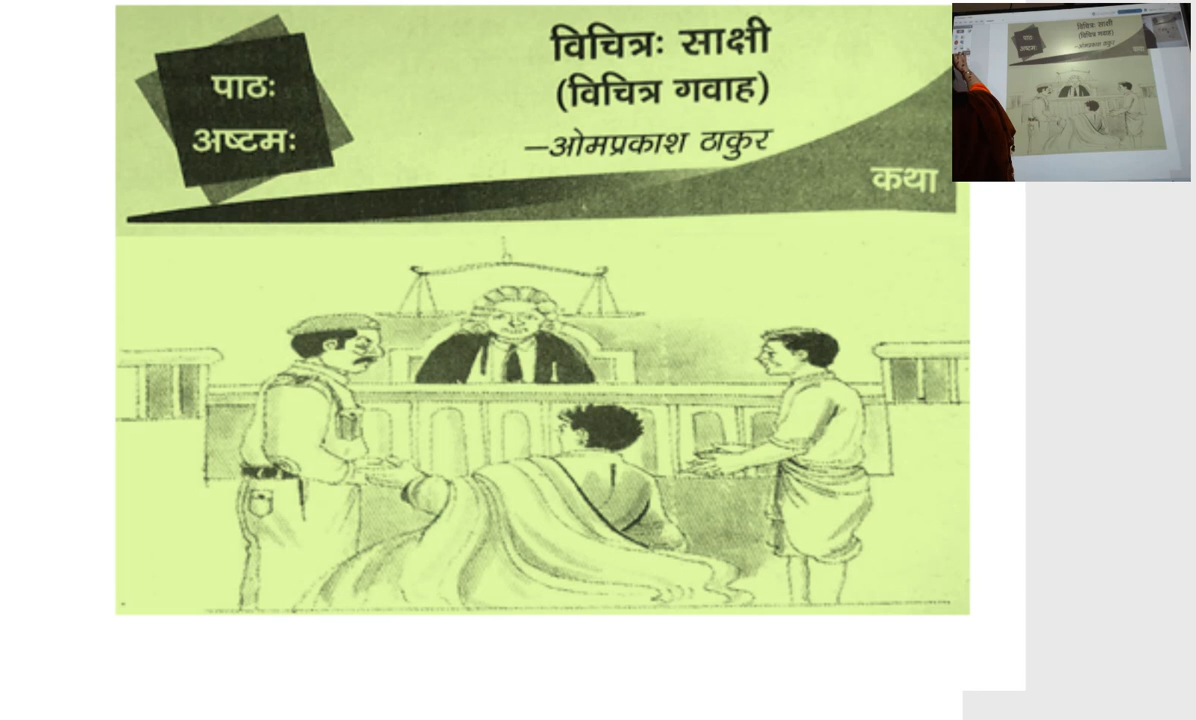 पाठः
अष्टमः
विचित्रः साक्षी
(विचित्र गवाह)
—ओमप्रकाश ठाकुर
कथा